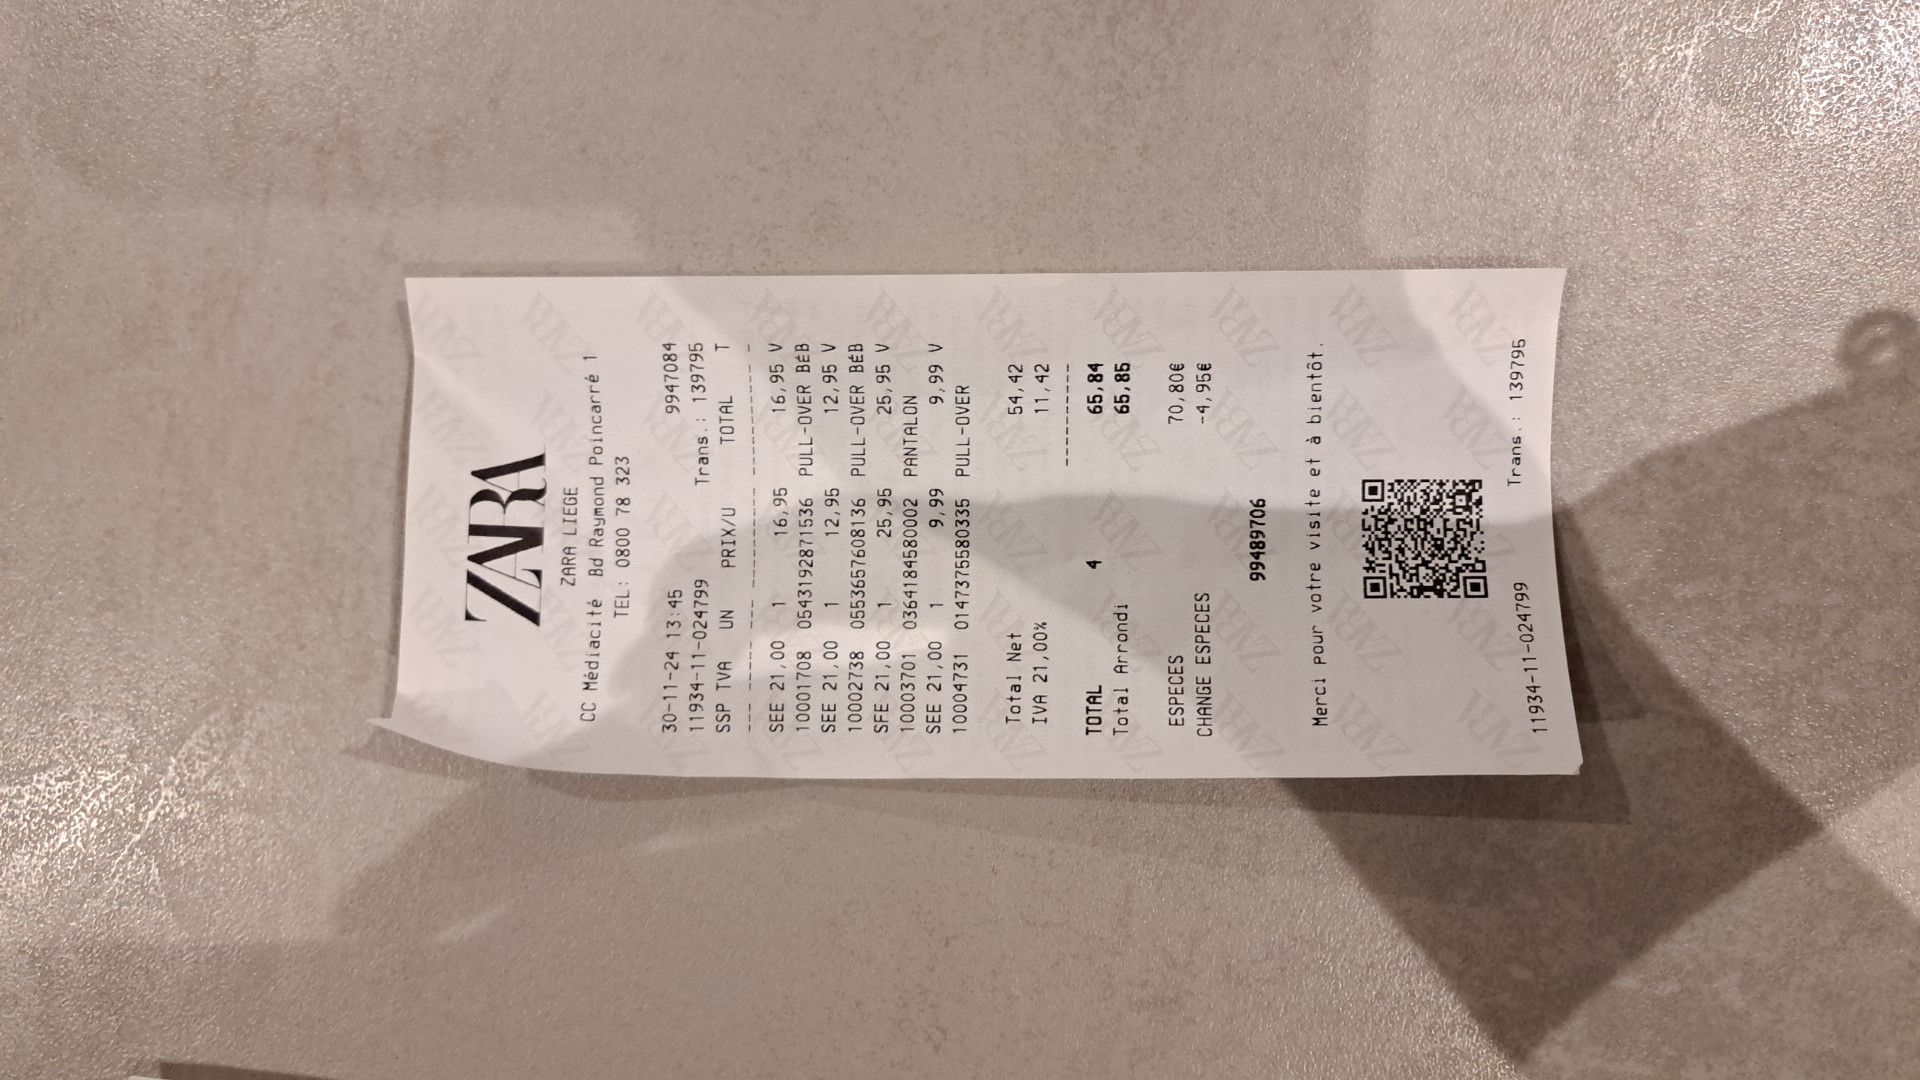 ZARA
ZARA LIEGE
CC Médiacité Bd Raymond Poincarré 1
TEL: 0800 78 323
30-11-24 13:45 9947084
11934-11-024799 Trans.: 139795
SSP TVA UN PRIX/U TOTAL T
SEE 21,00 1 16,95 16,95 V
10001708 0543192871536 PULL-OVER BÉB
SEE 21,00 1 12,95 12,95 V
10002738 0553657608136 PULL-OVER BÉB
SFE 21,00 1 25,95 25,95 V
10003701 0364184580002 PANTALON
SEE 21,00 1 9,99 9,99 V
10004731 0147375580335 PULL-OVER
Total Net 54,42
IVA 21,00% 11,42
TOTAL 4 65,84
Total Arrondi 65,85
ESPECES 70,80€
CHANGE ESPECES -4,95€
99489706
Merci pour votre visite et à bientôt.
11934-11-024799 Trans.: 139795